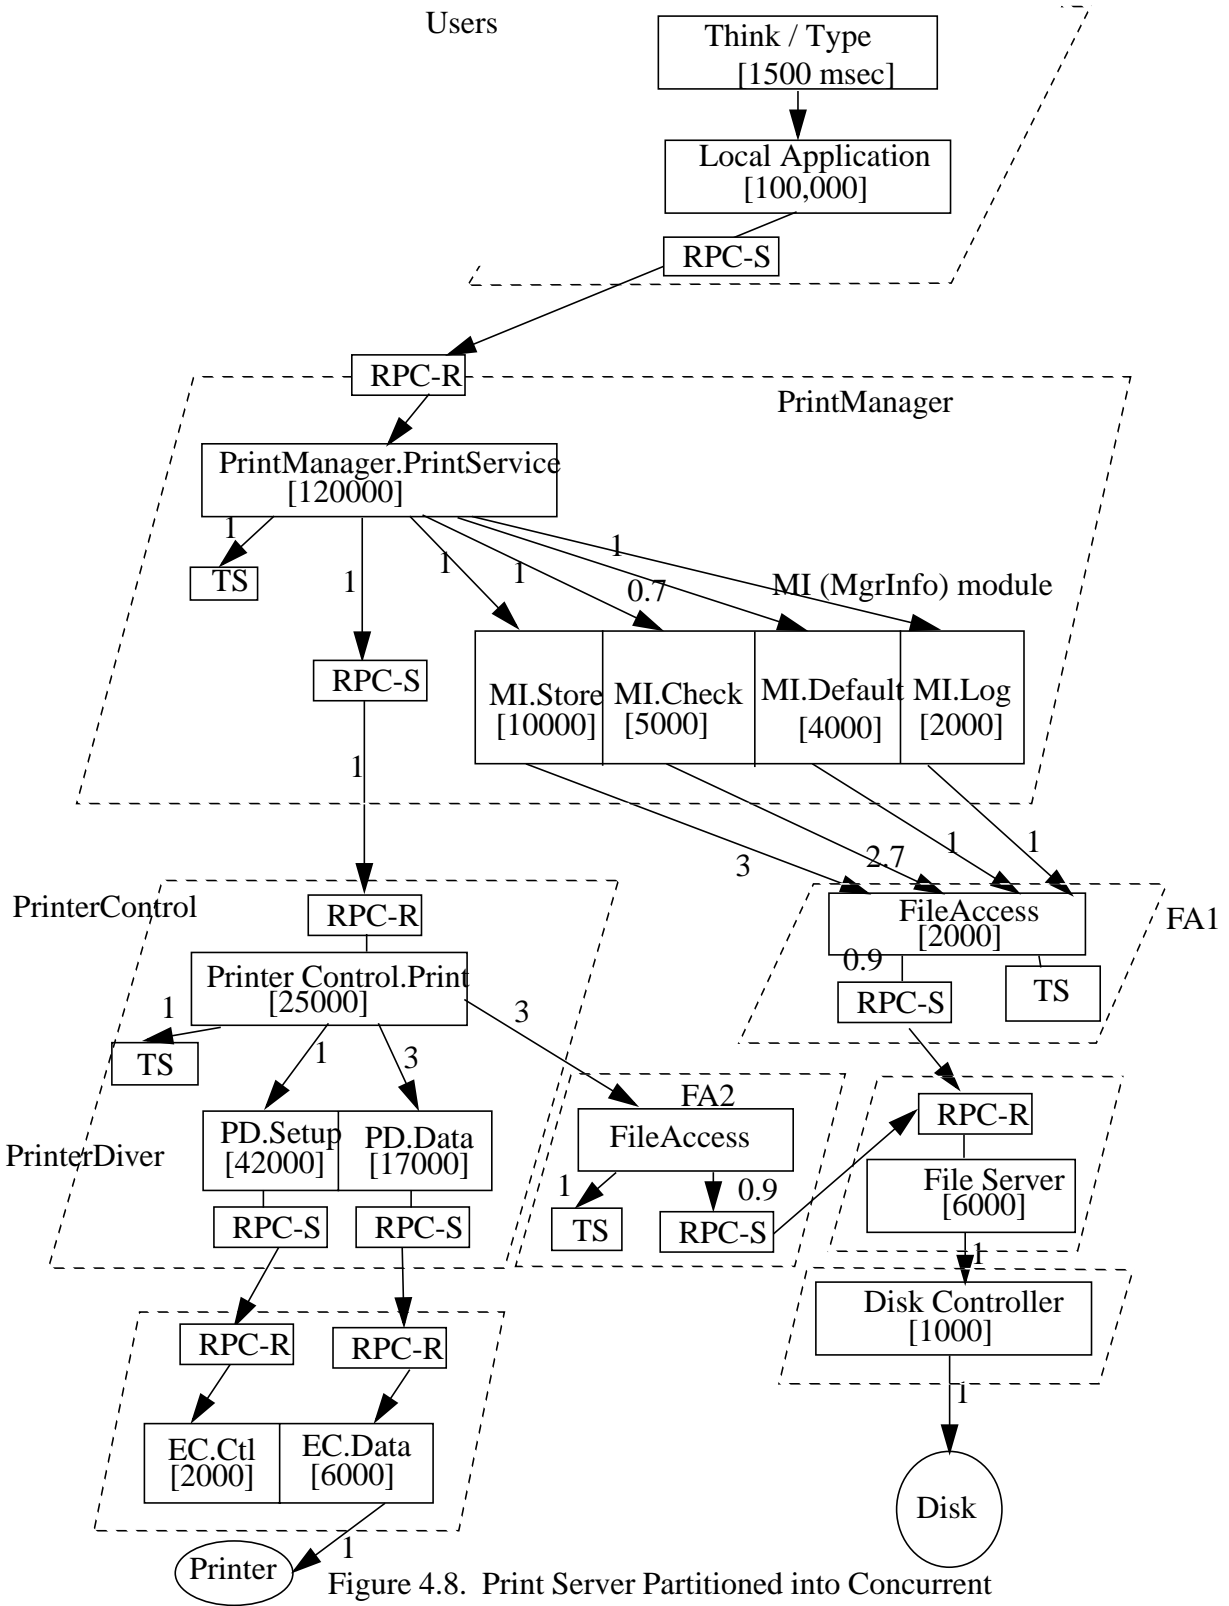 Users
Think / Type
[1500 msec]
Local Application
[100,000]
RPC-S
RPC-R
PrintManager
PrintManager.PrintService
[120000]
1
1
1
1
0.7
1
TS
MI (MgrInfo) module
RPC-S
MI.Store
[10000]
MI.Check
[5000]
MI.Default
[4000]
MI.Log
[2000]
1
3
2.7
1
1
PrinterControl
RPC-R
FileAccess
[2000]
FA1
0.9
RPC-S
TS
Printer Control.Print
[25000]
1
TS
1
3
3
FA2
FileAccess
RPC-R
PrinterDiver
PD.Setup
[42000]
PD.Data
[17000]
1
0.9
TS
RPC-S
File Server
[6000]
RPC-S
RPC-S
1
Disk Controller
[1000]
RPC-R
RPC-R
1
EC.Ctl
[2000]
EC.Data
[6000]
Disk
1
Printer
Figure 4.8. Print Server Partitioned into Concurrent